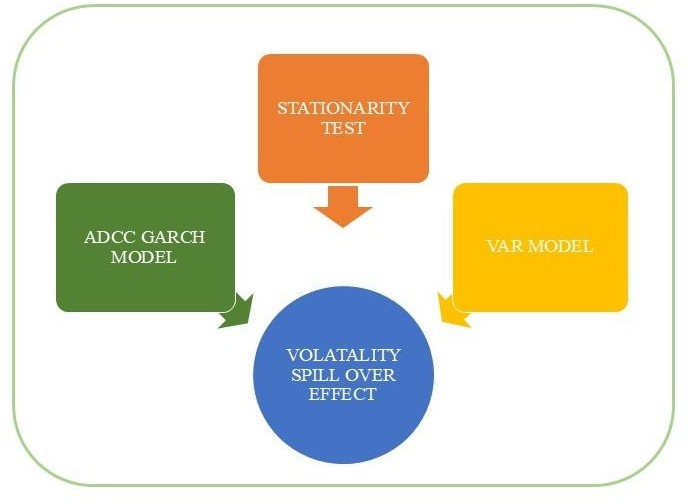 STATIONARITY
TEST
ADCC GARCH
MODEL
VAR MODEL
VOLATALITY
SPILL OVER
EFFECT